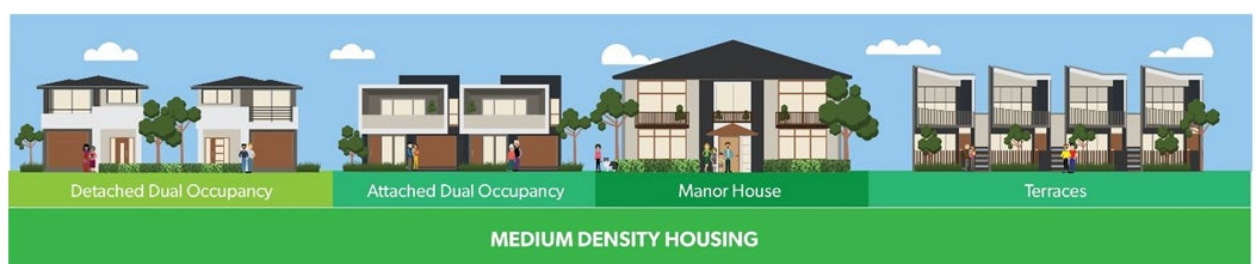 Detached Dual Occupancy
Attached Dual Occupancy
Manor House
Terraces
MEDIUM DENSITY HOUSING